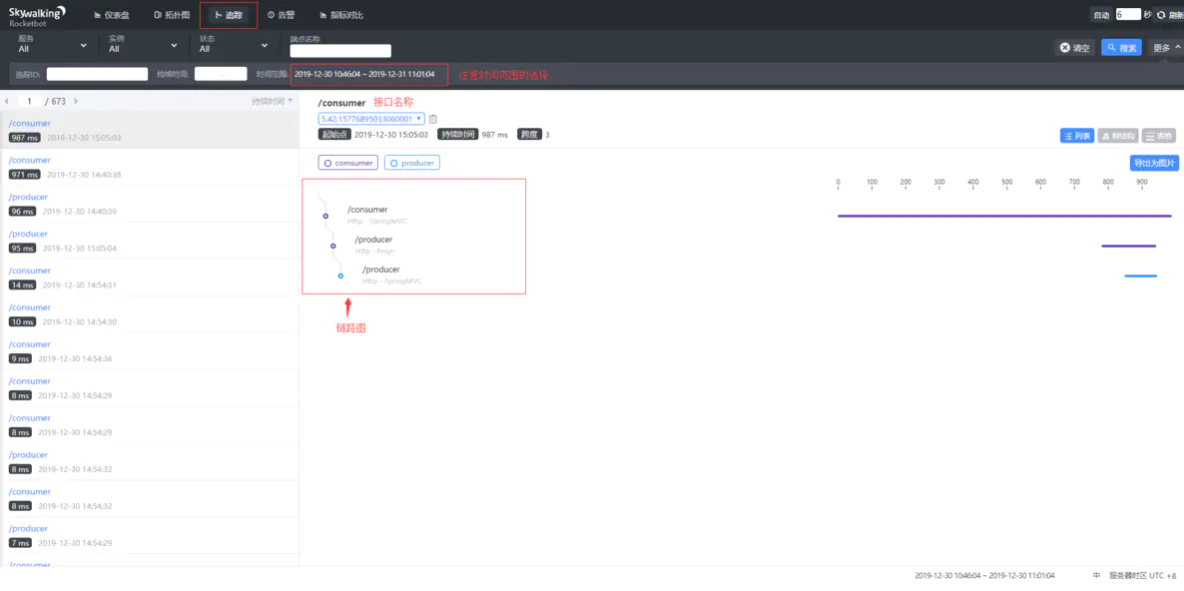 Skywalking
Rocketbot
仪表盘 拓扑图 追踪 告警 指标对比 自动 6 秒 刷新
服务 实例 状态 端点名称
All All All
清空 搜索 更多
追踪ID: 持续时间: 时间范围: 2019-12-30 10:46:04 ~ 2019-12-31 11:01:04 注意时间范围的选择
1 / 673 持续时间
/consumer
987 ms 2019-12-30 15:05:03
/consumer
971 ms 2019-12-30 14:40:38
/producer
96 ms 2019-12-30 14:40:39
/producer
95 ms 2019-12-30 15:05:04
/consumer
14 ms 2019-12-30 14:54:31
/consumer
10 ms 2019-12-30 14:54:30
/consumer
9 ms 2019-12-30 14:54:36
/consumer
8 ms 2019-12-30 14:54:29
/consumer
8 ms 2019-12-30 14:54:29
/producer
8 ms 2019-12-30 14:54:32
/consumer
8 ms 2019-12-30 14:54:32
/producer
7 ms 2019-12-30 14:54:29
/consumer
/consumer 接口名称
5.42.15776895033060001
起始点 2019-12-30 15:05:03 持续时间 987 ms 跨度 3
列表 树结构 表格
comsumer producer
导出为图片
0 100 200 300 400 500 600 700 800 900
/consumer
Http - SpringMVC
/producer
Http - Feign
/producer
Http - SpringMVC
链路图
2019-12-30 10:46:04 ~ 2019-12-30 11:01:04 中 服务器时区 UTC +8